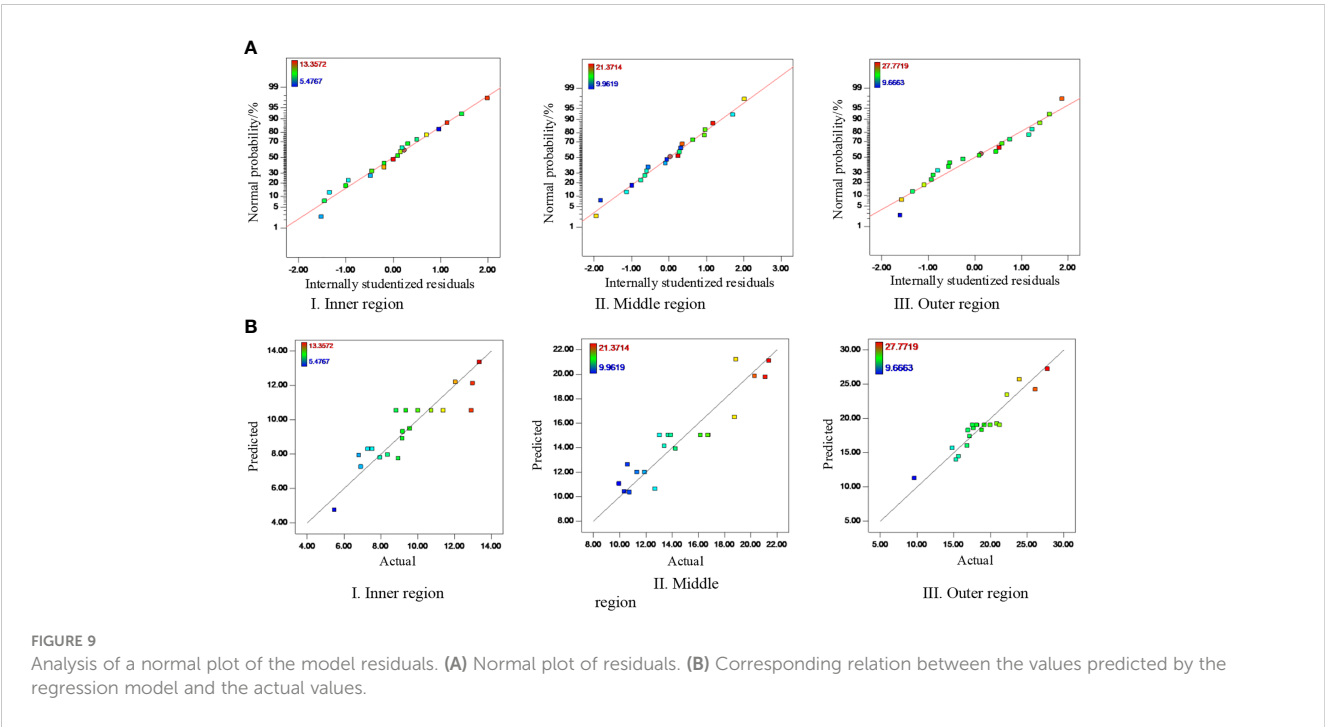 A
13.3572
5.4767
Normal probability/%
99
95
90
80
70
50
30
20
10
5
1
-2.00 -1.00 0.00 1.00 2.00
Internally studentized residuals
I. Inner region
21.3714
9.9619
Normal probability/%
99
95
90
80
70
50
30
20
10
5
1
-2.00 -1.00 0.00 1.00 2.00 3.00
Internally studentized residuals
II. Middle region
27.7719
9.6663
Normal probability/%
99
95
90
80
70
50
30
20
10
5
1
-2.00 -1.00 0.00 1.00 2.00
Internally studentized residuals
III. Outer region
B
13.3572
5.4767
Predicted
14.00
12.00
10.00
8.00
6.00
4.00
4.00 6.00 8.00 10.00 12.00 14.00
Actual
I. Inner region
21.3714
9.9619
Predicted
22.00
20.00
18.00
16.00
14.00
12.00
10.00
8.00
8.00 10.00 12.00 14.00 16.00 18.00 20.00 22.00
Actual
II. Middle
region
27.7719
9.6663
Predicted
30.00
25.00
20.00
15.00
10.00
5.00
5.00 10.00 15.00 20.00 25.00 30.00
Actual
III. Outer region
FIGURE 9
Analysis of a normal plot of the model residuals. (A) Normal plot of residuals. (B) Corresponding relation between the values predicted by the
regression model and the actual values.